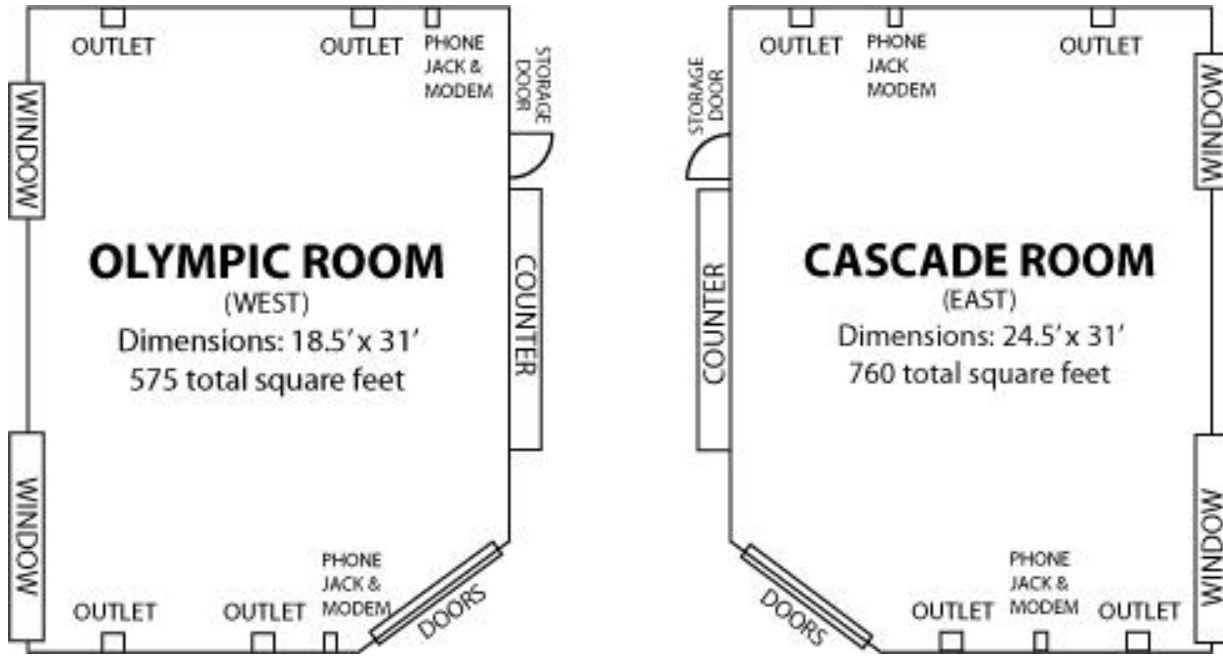 OUTLET
OUTLET
PHONE
JACK &
MODEM
STORAGE
DOOR
WINDOW
OLYMPIC ROOM
(WEST)
Dimensions: 18.5' x 31'
575 total square feet
COUNTER
WINDOW
OUTLET
OUTLET
PHONE
JACK &
MODEM
DOORS
OUTLET
PHONE
JACK
MODEM
OUTLET
STORAGE
DOOR
WINDOW
CASCADE ROOM
(EAST)
Dimensions: 24.5' x 31'
760 total square feet
COUNTER
WINDOW
DOORS
OUTLET
PHONE
JACK &
MODEM
OUTLET